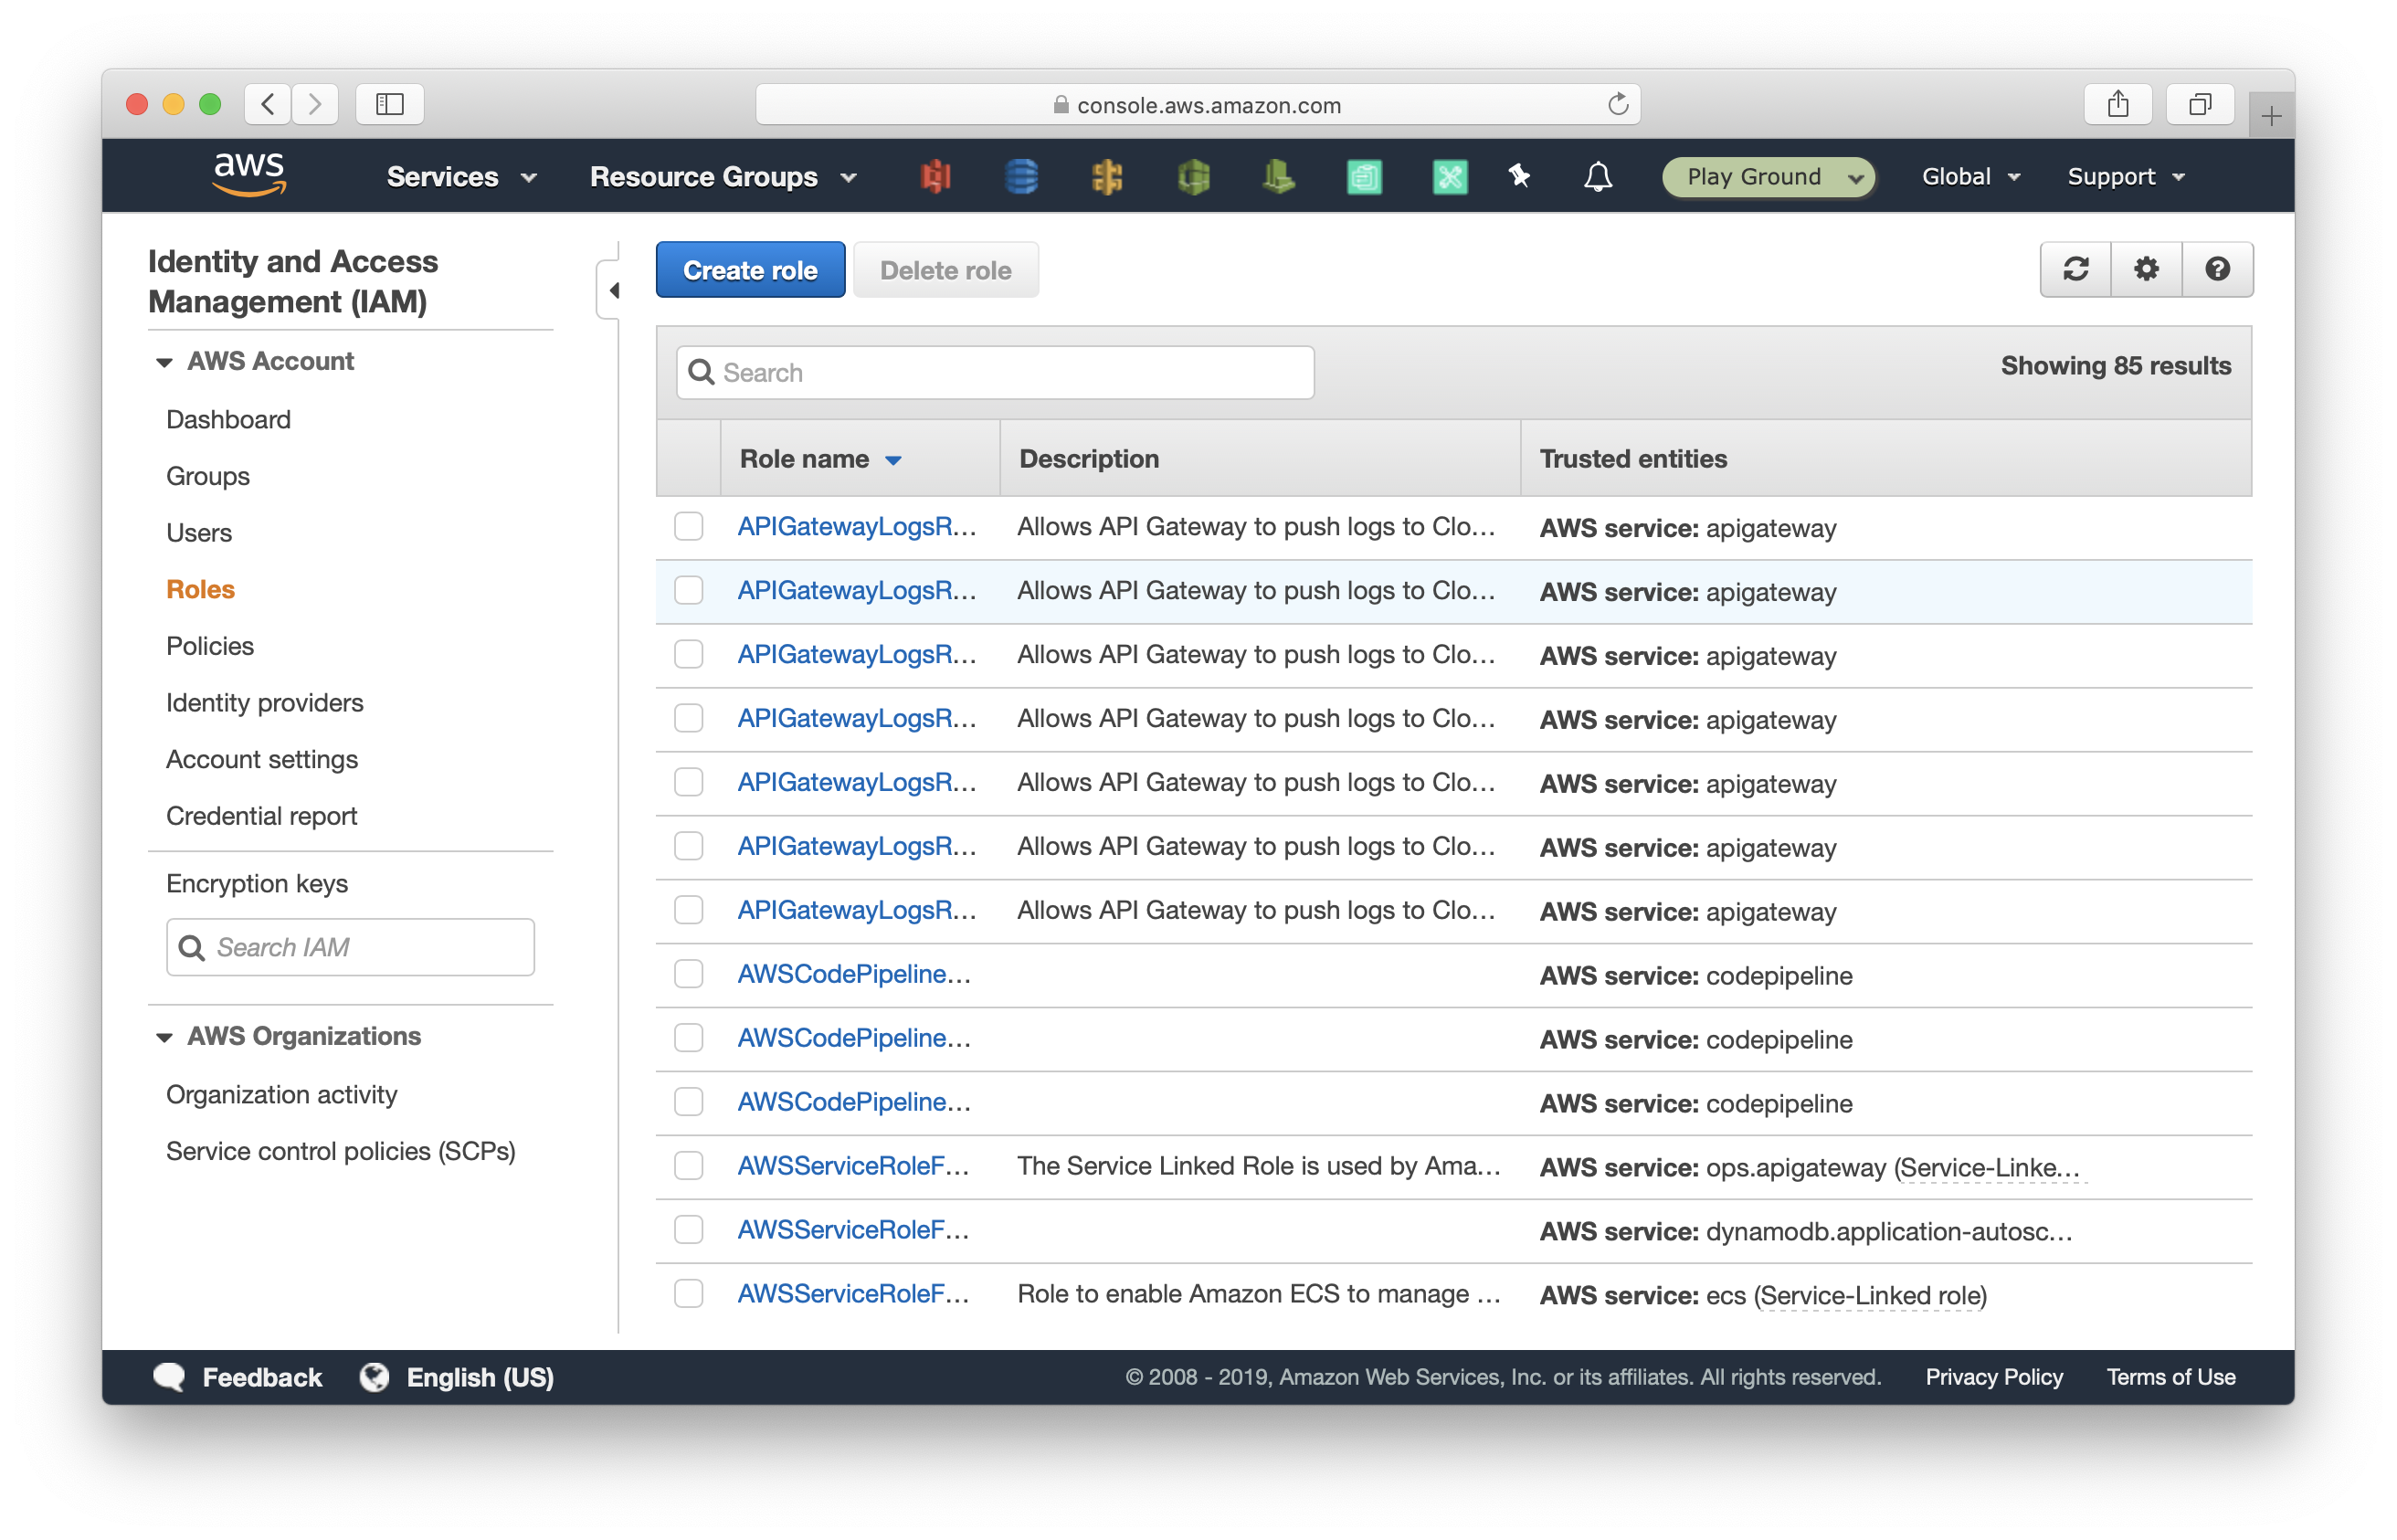 console.aws.amazon.com
aws Services Resource Groups Play Ground Global Support
Identity and Access
Management (IAM)
AWS Account
Dashboard
Groups
Users
Roles
Policies
Identity providers
Account settings
Credential report
Encryption keys
Search IAM
AWS Organizations
Organization activity
Service control policies (SCPs)
Create role Delete role
Search Showing 85 results
Role name Description Trusted entities
APIGatewayLogsR... Allows API Gateway to push logs to Clo... AWS service: apigateway
APIGatewayLogsR... Allows API Gateway to push logs to Clo... AWS service: apigateway
APIGatewayLogsR... Allows API Gateway to push logs to Clo... AWS service: apigateway
APIGatewayLogsR... Allows API Gateway to push logs to Clo... AWS service: apigateway
APIGatewayLogsR... Allows API Gateway to push logs to Clo... AWS service: apigateway
APIGatewayLogsR... Allows API Gateway to push logs to Clo... AWS service: apigateway
APIGatewayLogsR... Allows API Gateway to push logs to Clo... AWS service: apigateway
AWSCodePipeline... AWS service: codepipeline
AWSCodePipeline... AWS service: codepipeline
AWSCodePipeline... AWS service: codepipeline
AWSServiceRoleF... The Service Linked Role is used by Ama... AWS service: ops.apigateway (Service-Linke...
AWSServiceRoleF... AWS service: dynamodb.application-autosc...
AWSServiceRoleF... Role to enable Amazon ECS to manage ... AWS service: ecs (Service-Linked role)
Feedback English (US) © 2008 - 2019, Amazon Web Services, Inc. or its affiliates. All rights reserved. Privacy Policy Terms of Use